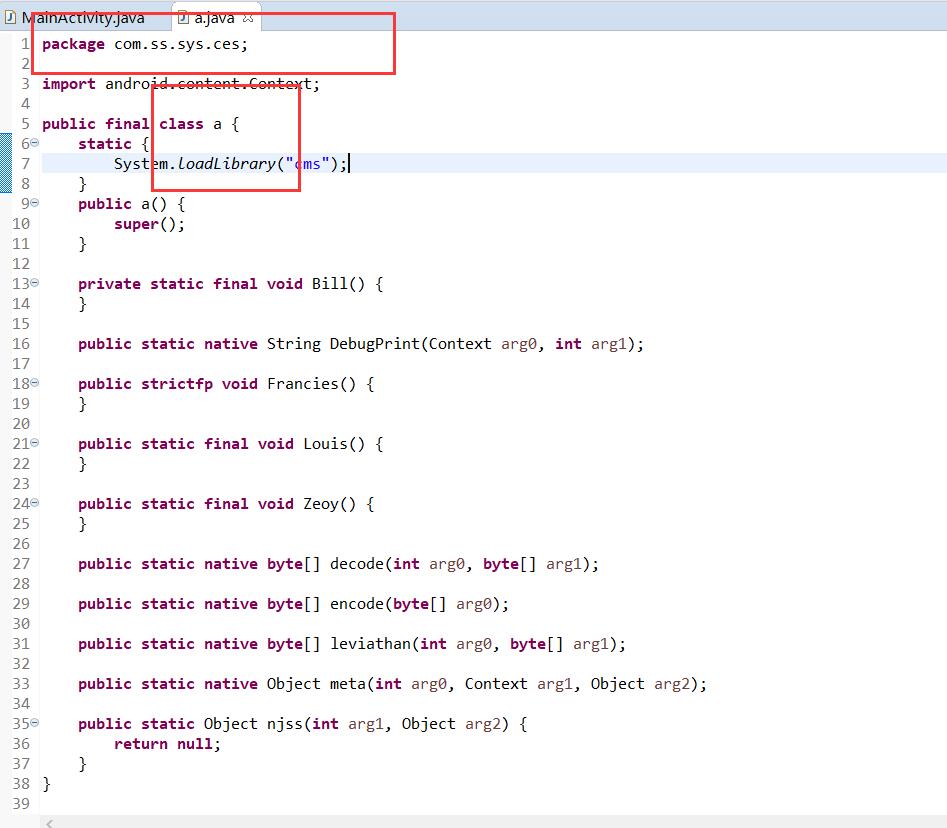 MainActivity.java a.java
1 package com.ss.sys.ces;
2
3 import android.content.Context;
4
5 public final class a {
6 static {
7 System.loadLibrary("cms");
8 }
9 public a() {
10 super();
11 }
12
13 private static final void Bill() {
14 }
15
16 public static native String DebugPrint(Context arg0, int arg1);
17
18 public strictfp void Francies() {
19 }
20
21 public static final void Louis() {
22 }
23
24 public static final void Zeoy() {
25 }
26
27 public static native byte[] decode(int arg0, byte[] arg1);
28
29 public static native byte[] encode(byte[] arg0);
30
31 public static native byte[] leviathan(int arg0, byte[] arg1);
32
33 public static native Object meta(int arg0, Context arg1, Object arg2);
34
35 public static Object njss(int arg1, Object arg2) {
36 return null;
37 }
38 }
39